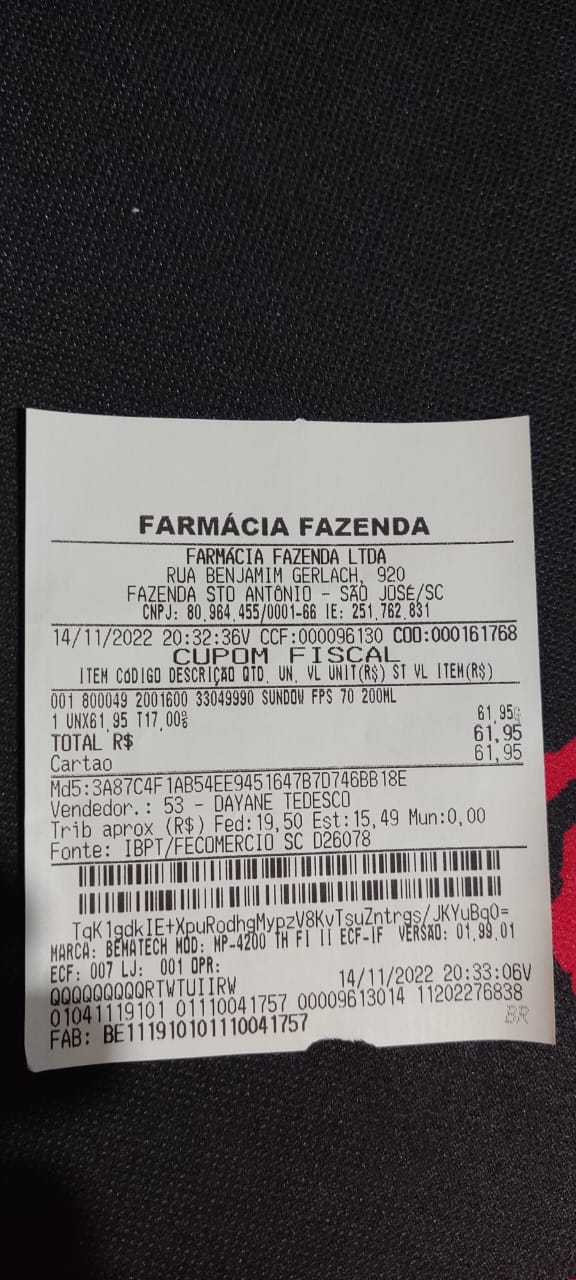 FARMÁCIA FAZENDA
FARMÁCIA FAZENDA LTDA
RUA BENJAMIM GERLACH, 920
FAZENDA STO ANTÔNIO - SÃO JOSÉ/SC
CNPJ: 80.964.455/0001-66 IE: 251.762.831
14/11/2022 20:32:36V CCF:000096130 COO:000161768
CUPOM FISCAL
ITEM CÓDIGO DESCRIÇÃO QTD. UN. VL UNIT(R$) ST VL ITEM(R$)
001 800049 2001600 33049990 SUNDOW FPS 70 200ML
1 UNX61,95 T17,00% 61,95G
TOTAL R$ 61,95
Cartao 61,95
Md5:3A87C4F1AB54EE9451647B7D746BB18E
Vendedor.: 53 - DAYANE TEDESCO
Trib aprox (R$) Fed:19,50 Est:15,49 Mun:0,00
Fonte: IBPT/FECOMERCIO SC D26078
TqK1gdkIE+XpuRodhgMypzV8KvTsuZntrgs/JKYuBq0=
MARCA: BEMATECH MOD: MP-4200 TH FI II ECF-IF VERSÃO: 01.99.01
ECF: 007 LJ: 001 OPR:
QQQQQQQQQRTWTUIIRW 14/11/2022 20:33:06V
01041119101 01110041757 00009613014 11202276838
FAB: BE111910101110041757 BR